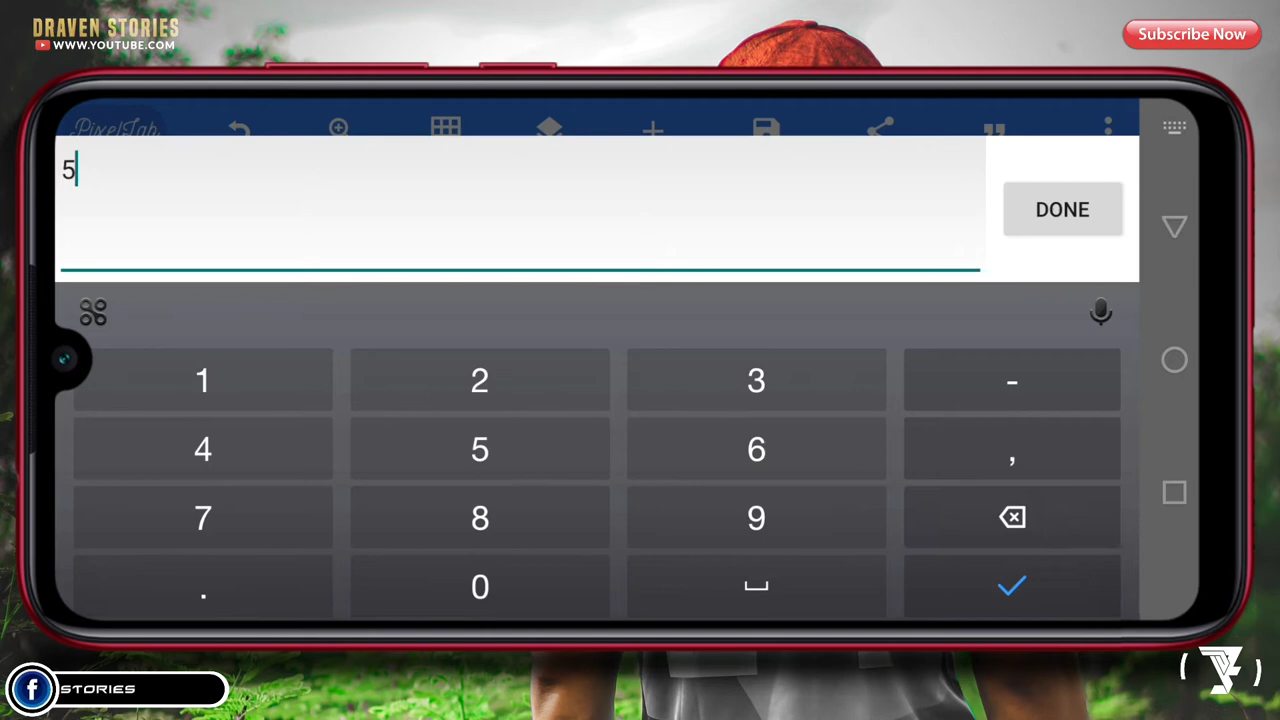 DRAVEN STORIES
WWW.YOUTUBE.COM
Subscribe Now
PixelLab
5
DONE
1 2 3 -
4 5 6 ,
7 8 9
. 0
f STORIES